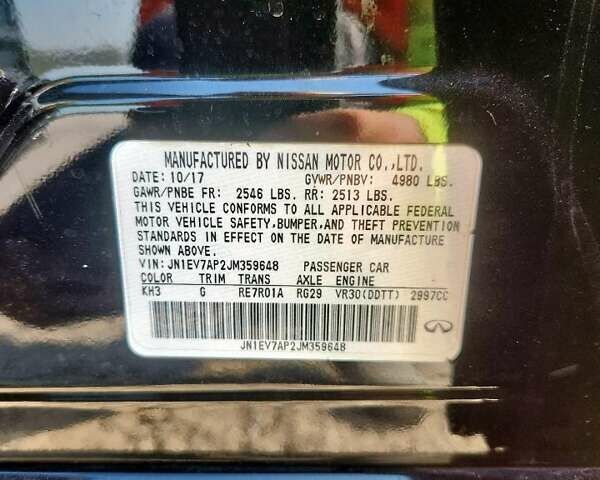 MANUFACTURED BY NISSAN MOTOR CO.,LTD.
DATE: 10/17 GVWR/PNBV: 4980 LBS.
GAWR/PNBE FR: 2546 LBS. RR: 2513 LBS.
THIS VEHICLE CONFORMS TO ALL APPLICABLE FEDERAL
MOTOR VEHICLE SAFETY,BUMPER,AND THEFT PREVENTION
STANDARDS IN EFFECT ON THE DATE OF MANUFACTURE
SHOWN ABOVE.
VIN: JN1EV7AP2JM359648 PASSENGER CAR
COLOR TRIM TRANS AXLE ENGINE
KH3 G RE7R01A RG29 VR30(DDTT) 2997CC
JN1EV7AP2JM359648